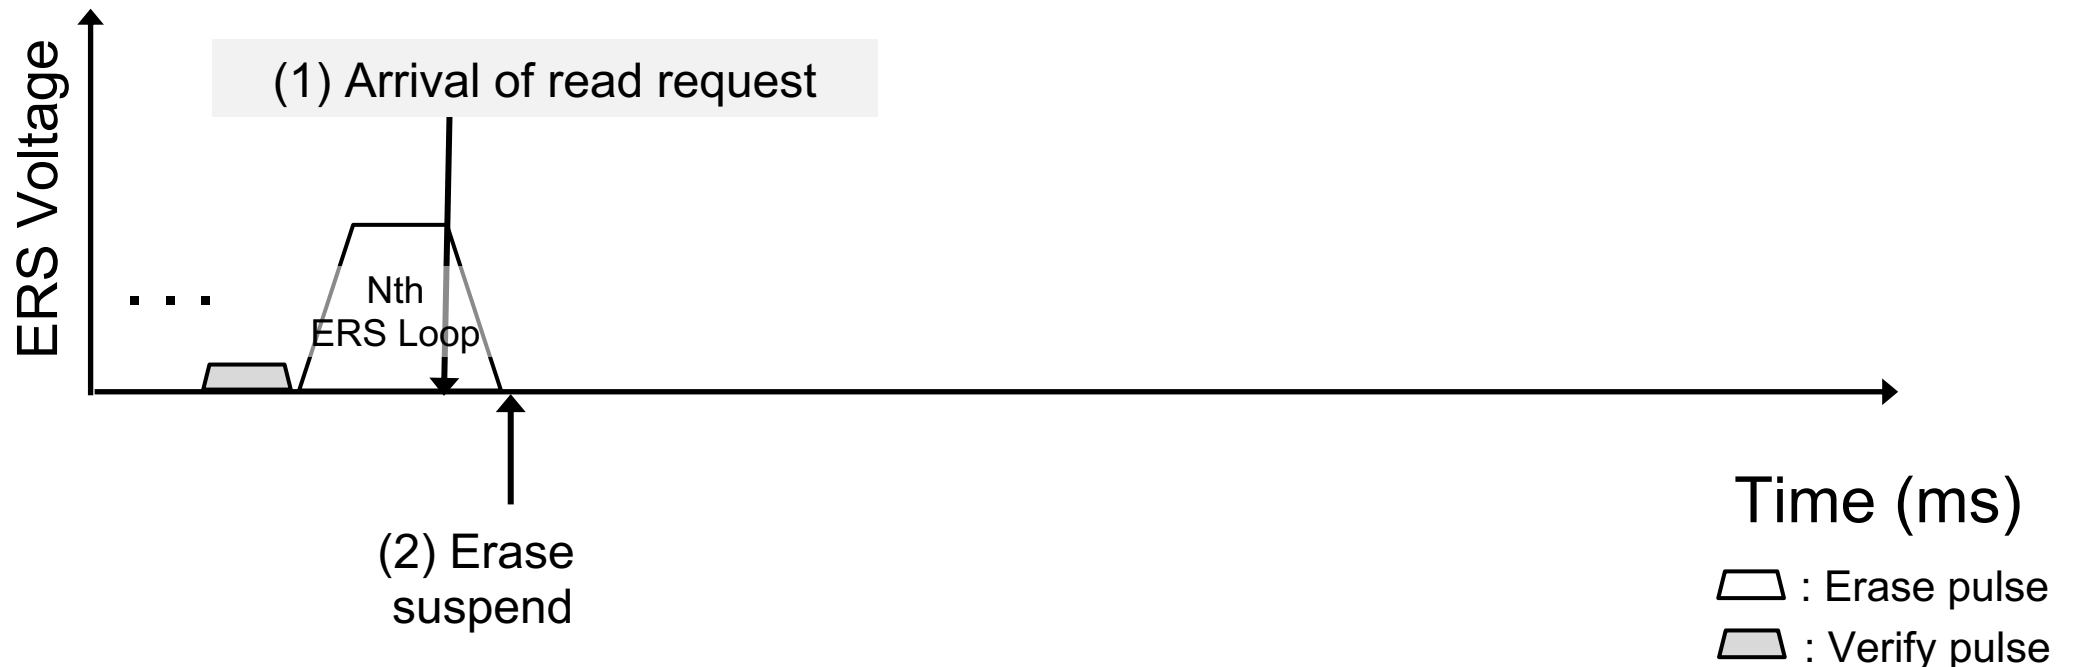 ERS Voltage
(1) Arrival of read request
. . .
Nth
ERS Loop
(2) Erase
suspend
Time (ms)
: Erase pulse
: Verify pulse